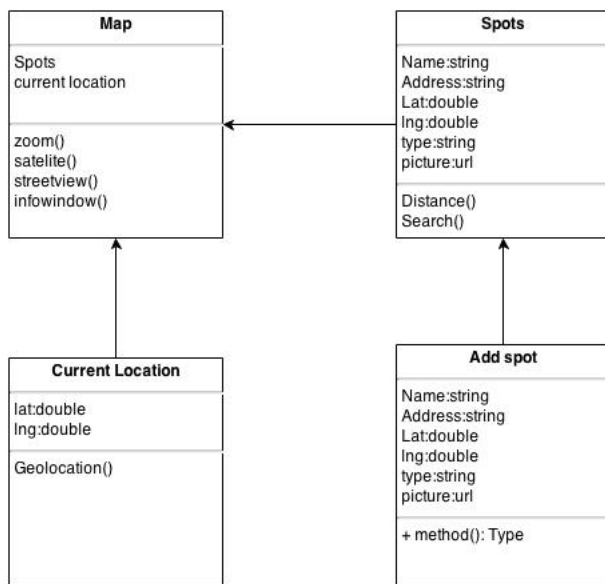 Map
Spots
current location
zoom()
satelite()
streetview()
infowindow()
Spots
Name:string
Address:string
Lat:double
lng:double
type:string
picture:url
Distance()
Search()
Current Location
lat:double
lng:double
Geolocation()
Add spot
Name:string
Address:string
Lat:double
lng:double
type:string
picture:url
+ method(): Type